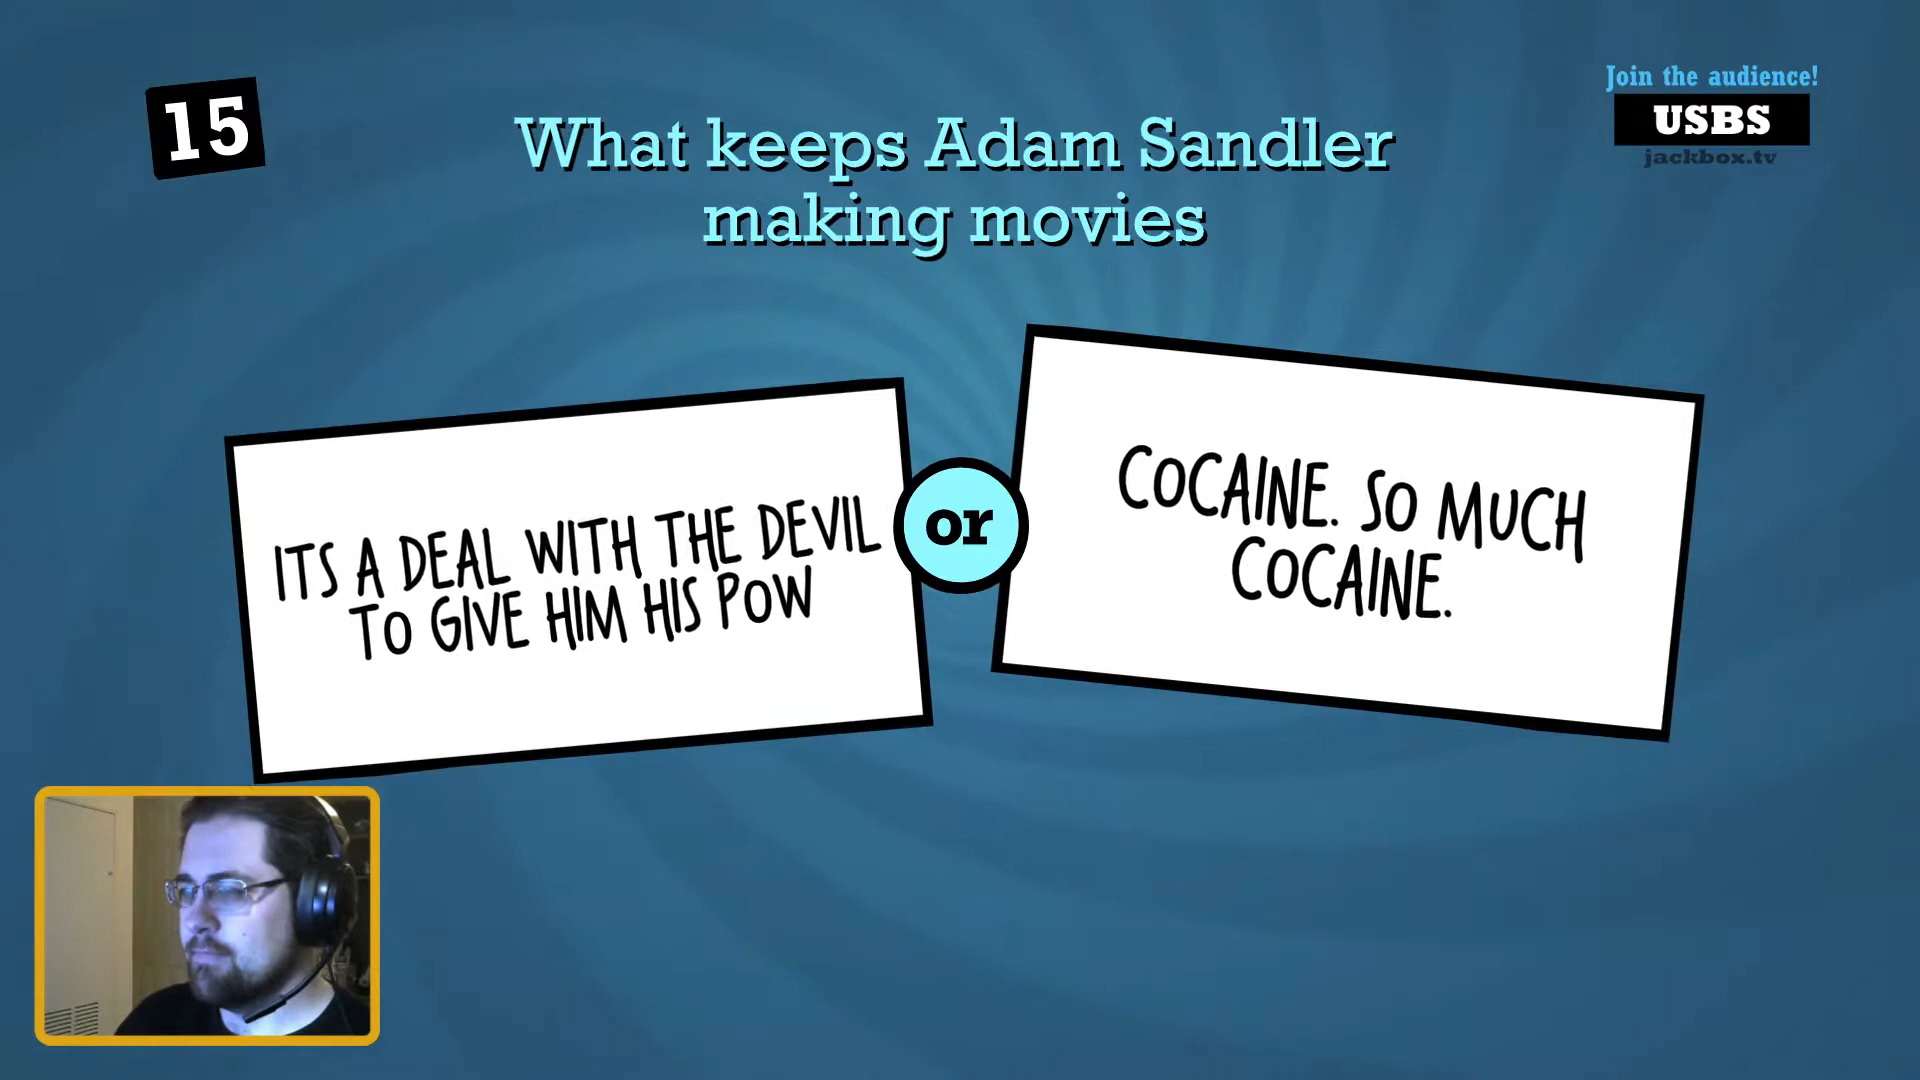 15
What keeps Adam Sandler
making movies
Join the audience!
USBS
jackbox.tv
ITS A DEAL WITH THE DEVIL
TO GIVE HIM HIS POW
or
COCAINE. SO MUCH
COCAINE.